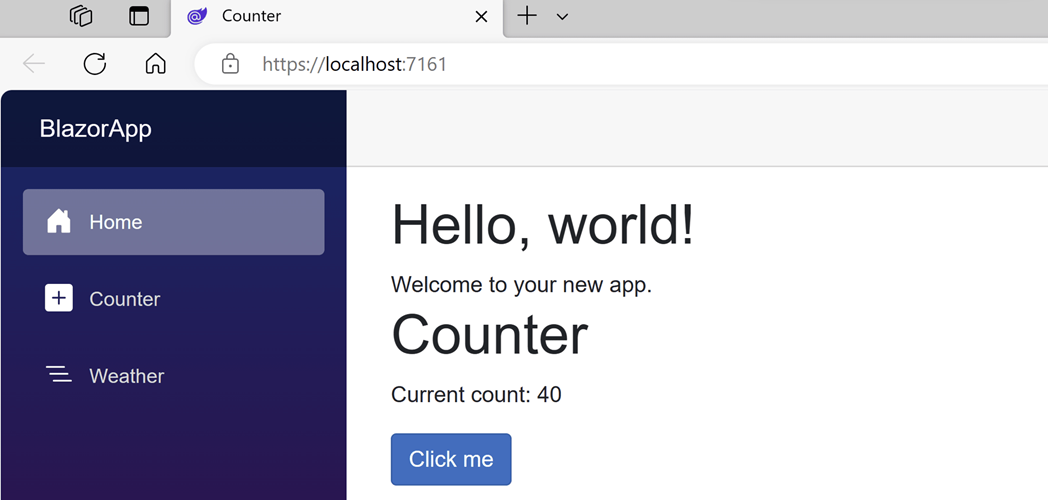 Counter
https://localhost:7161
BlazorApp
Home
Counter
Weather
Hello, world!
Welcome to your new app.
Counter
Current count: 40
Click me